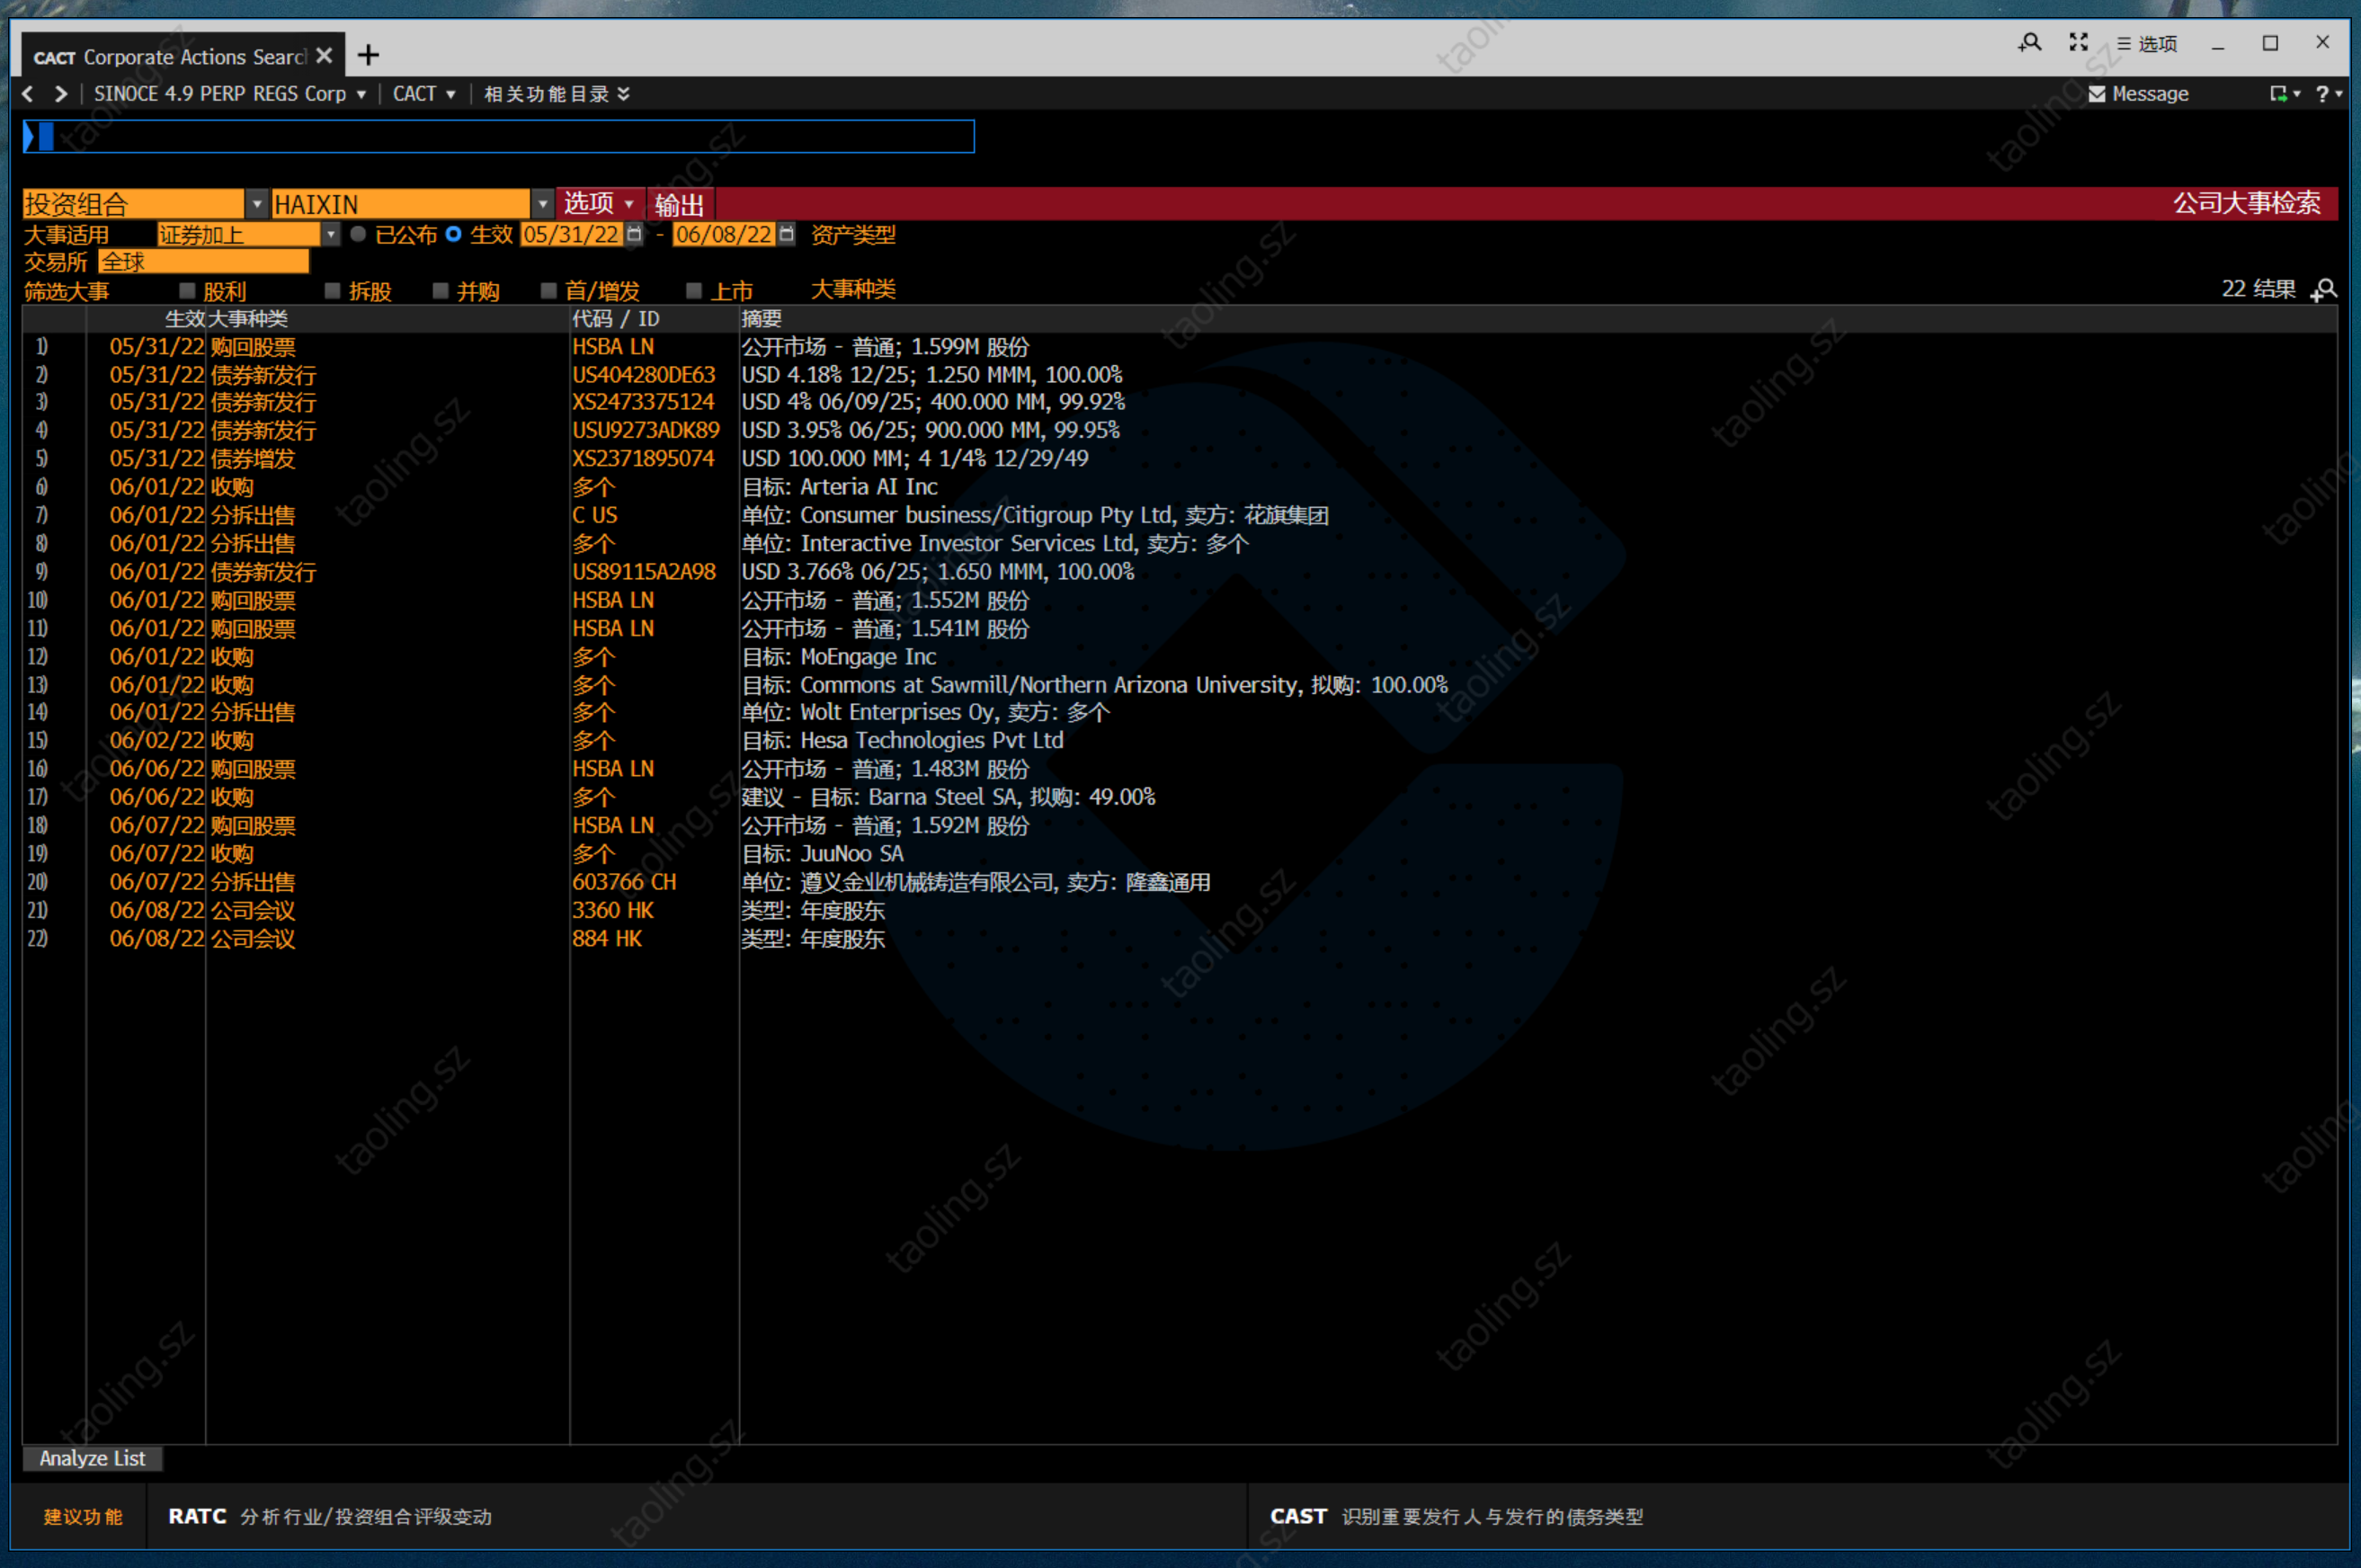 CACT Corporate Actions Searc
选项
SINOCE 4.9 PERP REGS Corp CACT 相关功能目录 Message ?
投资组合 HAIXIN 选项 输出 公司大事检索
大事适用 证券加上 已公布 生效 05/31/22 - 06/08/22 资产类型
交易所 全球
筛选大事 股利 拆股 并购 首/增发 上市 大事种类 22 结果
生效 大事种类 代码 / ID 摘要
1) 05/31/22 购回股票 HSBA LN 公开市场 - 普通; 1.599M 股份
2) 05/31/22 债券新发行 US404280DE63 USD 4.18% 12/25; 1.250 MMM, 100.00%
3) 05/31/22 债券新发行 XS2473375124 USD 4% 06/09/25; 400.000 MM, 99.92%
4) 05/31/22 债券新发行 USU9273ADK89 USD 3.95% 06/25; 900.000 MM, 99.95%
5) 05/31/22 债券增发 XS2371895074 USD 100.000 MM; 4 1/4% 12/29/49
6) 06/01/22 收购 多个 目标: Arteria AI Inc
7) 06/01/22 分拆出售 C US 单位: Consumer business/Citigroup Pty Ltd, 卖方: 花旗集团
8) 06/01/22 分拆出售 多个 单位: Interactive Investor Services Ltd, 卖方: 多个
9) 06/01/22 债券新发行 US89115A2A98 USD 3.766% 06/25; 1.650 MMM, 100.00%
10) 06/01/22 购回股票 HSBA LN 公开市场 - 普通; 1.552M 股份
11) 06/01/22 购回股票 HSBA LN 公开市场 - 普通; 1.541M 股份
12) 06/01/22 收购 多个 目标: MoEngage Inc
13) 06/01/22 收购 多个 目标: Commons at Sawmill/Northern Arizona University, 拟购: 100.00%
14) 06/01/22 分拆出售 多个 单位: Wolt Enterprises Oy, 卖方: 多个
15) 06/02/22 收购 多个 目标: Hesa Technologies Pvt Ltd
16) 06/06/22 购回股票 HSBA LN 公开市场 - 普通; 1.483M 股份
17) 06/06/22 收购 多个 建议 - 目标: Barna Steel SA, 拟购: 49.00%
18) 06/07/22 购回股票 HSBA LN 公开市场 - 普通; 1.592M 股份
19) 06/07/22 收购 多个 目标: JuuNoo SA
20) 06/07/22 分拆出售 603766 CH 单位: 遵义金业机械铸造有限公司, 卖方: 隆鑫通用
21) 06/08/22 公司会议 3360 HK 类型: 年度股东
22) 06/08/22 公司会议 884 HK 类型: 年度股东
Analyze List
建议功能 RATC 分析行业/投资组合评级变动 CAST 识别重要发行人与发行的债务类型
taoling.sz